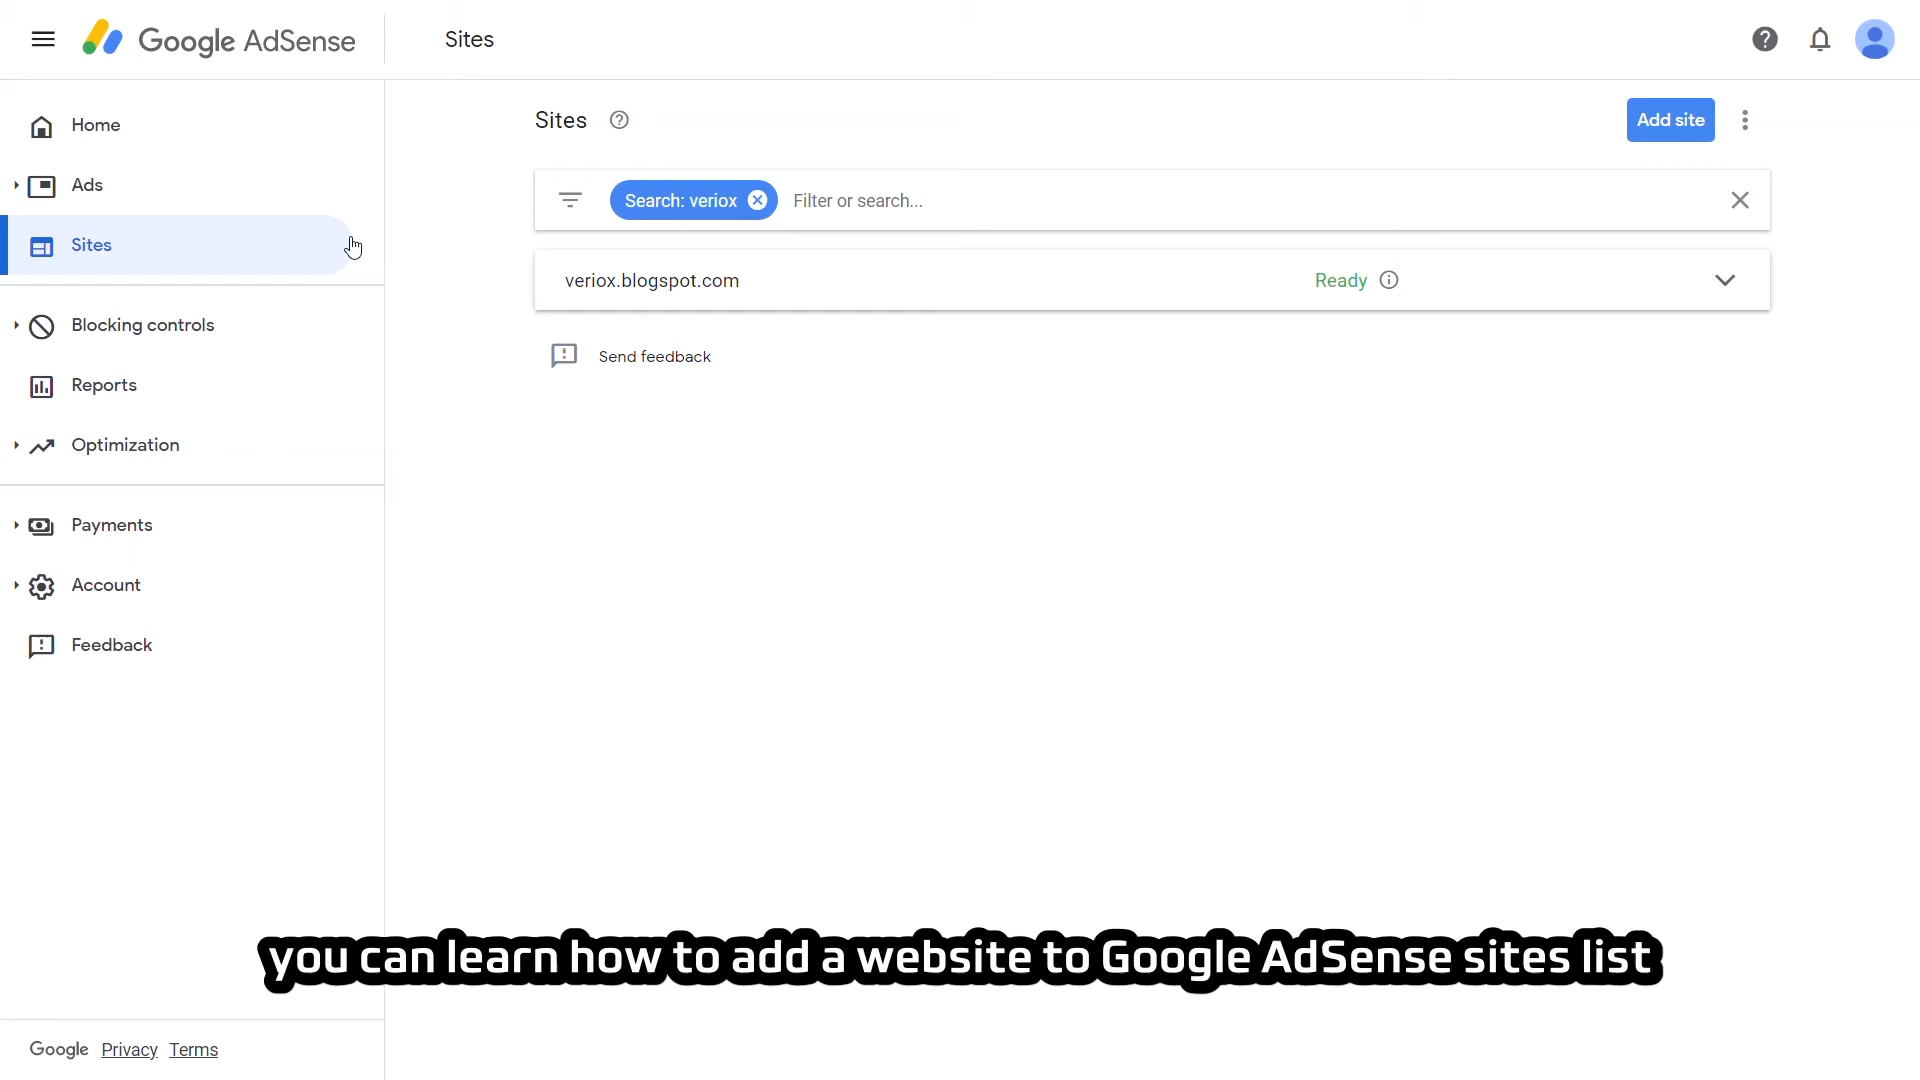 Google AdSense
Sites
Home
Ads
Sites
Blocking controls
Reports
Optimization
Payments
Account
Feedback
Sites
Add site
Search: veriox
Filter or search...
veriox.blogspot.com
Ready
Send feedback
you can learn how to add a website to Google AdSense sites list
Google Privacy Terms